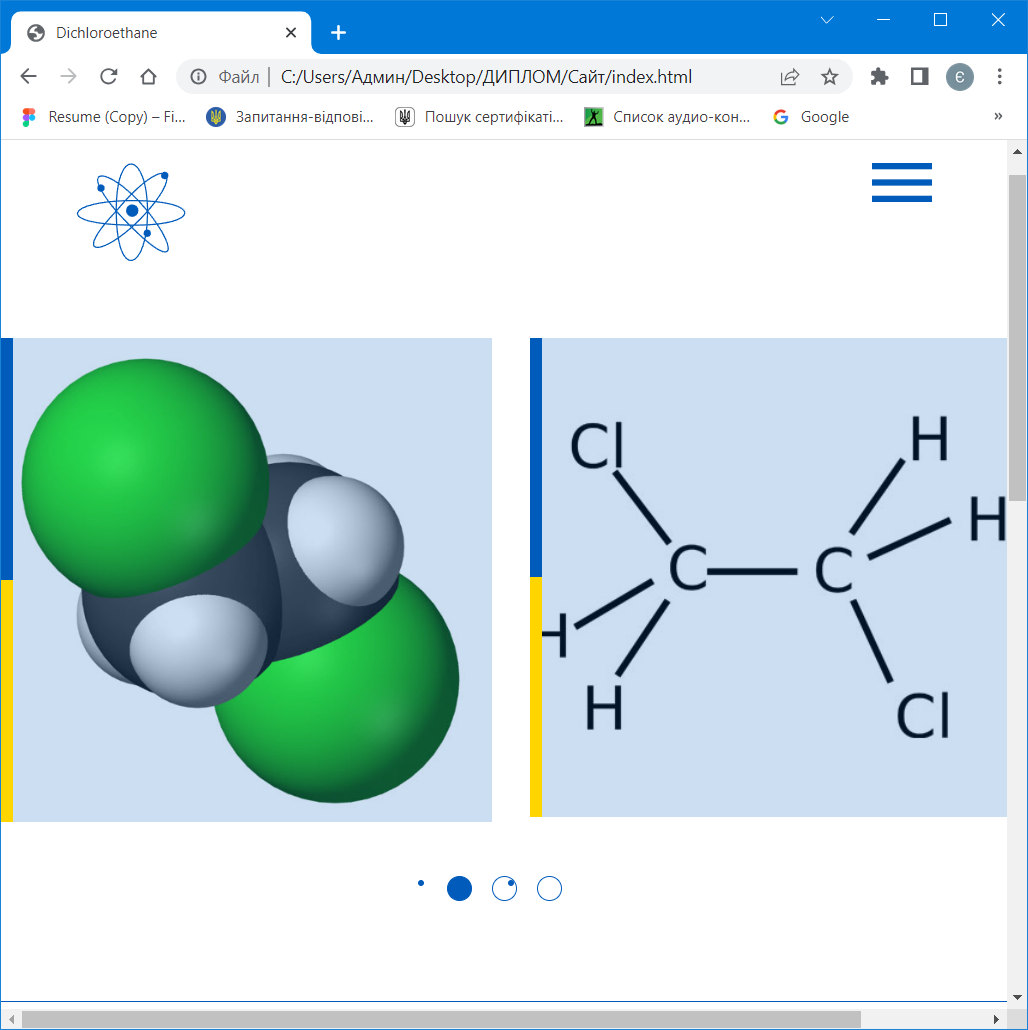 Dichloroethane
Файл | C:/Users/Админ/Desktop/ДИПЛОМ/Сайт/index.html
Є
Resume (Copy) – Fi...
Запитання-відпові...
Пошук сертифікаті...
Список аудио-кон...
Google
»
Cl
H
H
C
C
H
H
Cl